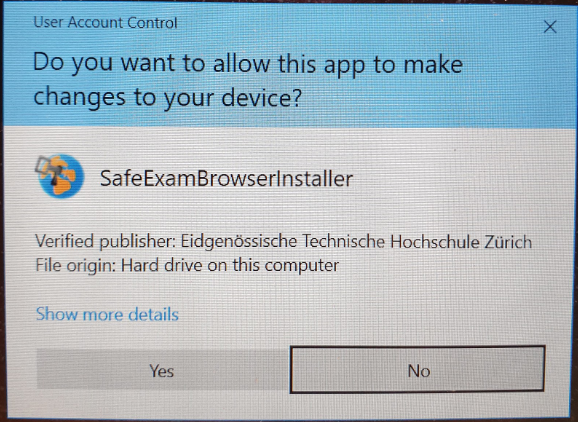 User Account Control
Do you want to allow this app to make
changes to your device?
SafeExamBrowserInstaller
Verified publisher: Eidgenössische Technische Hochschule Zürich
File origin: Hard drive on this computer
Show more details
Yes
No